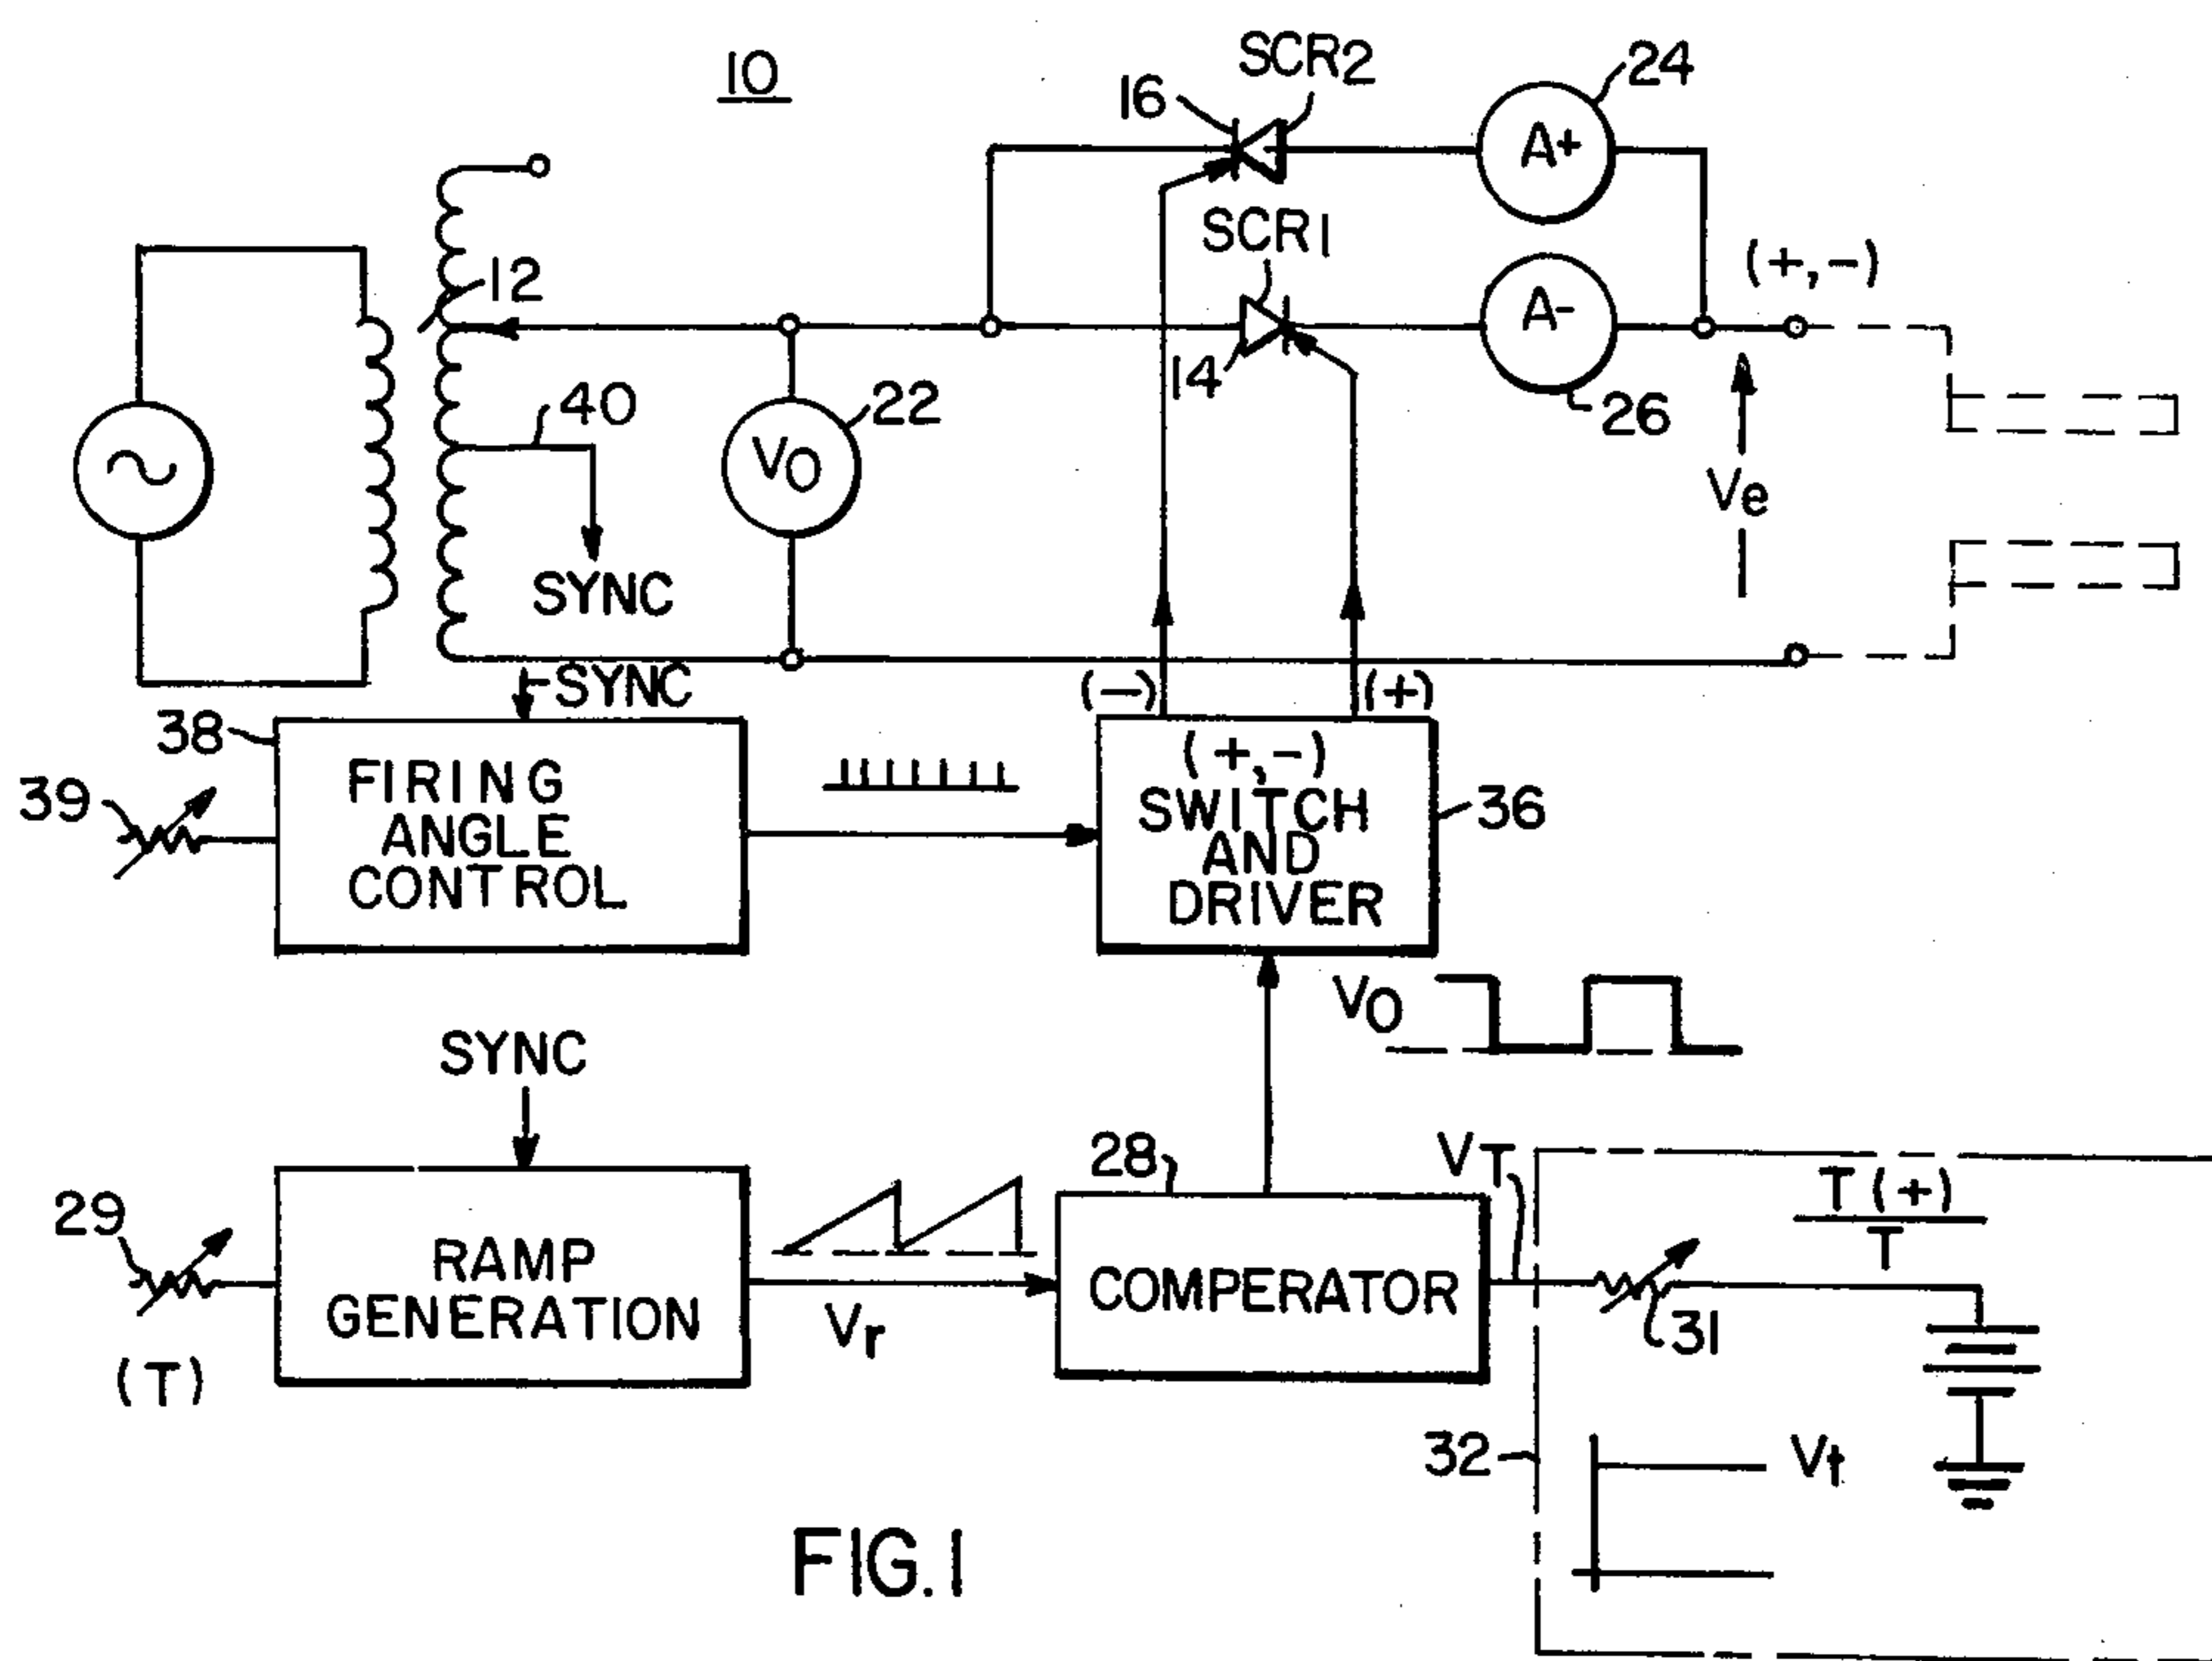 10
SCR2
16
24
A+
SCR1
12
(+,-)
A-
14
40
22
26
VO
Ve
SYNC
SYNC
(-)
(+)
38
39
FIRING
ANGLE
CONTROL
(+,-)
SWITCH
AND
DRIVER
36
VO
SYNC
28
VT
T(+)
T
29
RAMP
GENERATION
COMPERATOR
31
Vr
(T)
32
Vt
FIG.1